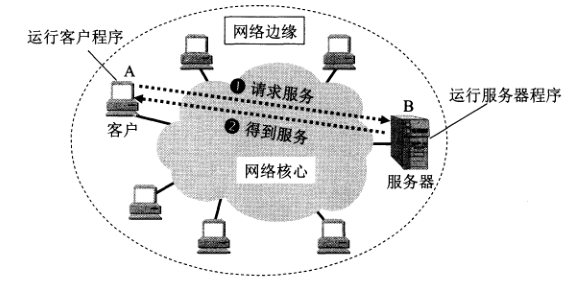 网络边缘
运行客户程序
A
❶ 请求服务
B
运行服务器程序
客户
❷ 得到服务
网络核心
服务器